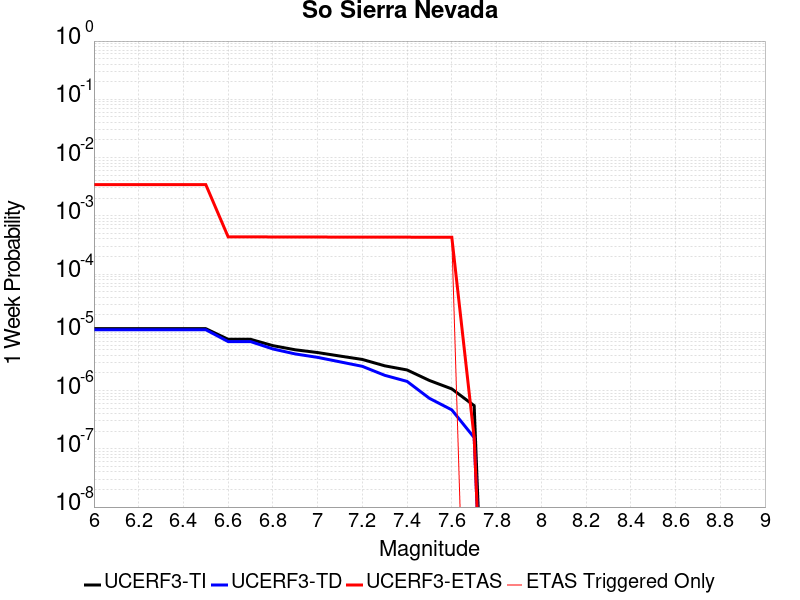 So Sierra Nevada
10^0
10^-1
10^-2
10^-3
10^-4
10^-5
10^-6
10^-7
10^-8
1 Week Probability
6 6.2 6.4 6.6 6.8 7 7.2 7.4 7.6 7.8 8 8.2 8.4 8.6 8.8 9
Magnitude
UCERF3-TI UCERF3-TD UCERF3-ETAS ETAS Triggered Only